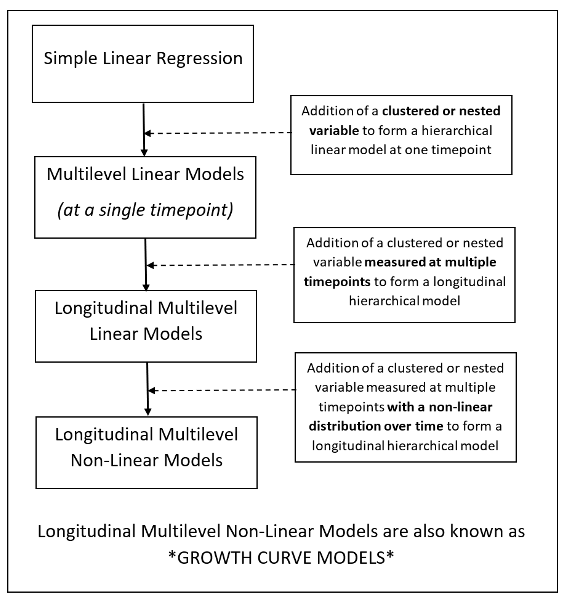 Simple Linear Regression
Addition of a clustered or nested
variable to form a hierarchical
linear model at one timepoint
Multilevel Linear Models
(at a single timepoint)
Addition of a clustered or nested
variable measured at multiple
timepoints to form a longitudinal
hierarchical model
Longitudinal Multilevel
Linear Models
Addition of a clustered or nested
variable measured at multiple
timepoints with a non-linear
distribution over time to form a
longitudinal hierarchical model
Longitudinal Multilevel
Non-Linear Models
Longitudinal Multilevel Non-Linear Models are also known as
*GROWTH CURVE MODELS*